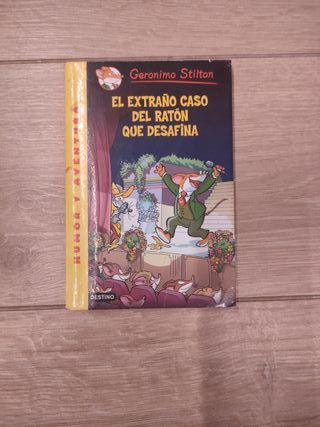 Geronimo Stilton
EL EXTRAÑO CASO
DEL RATÓN
QUE DESAFINA
HUMOR Y AVENTURA
DESTINO